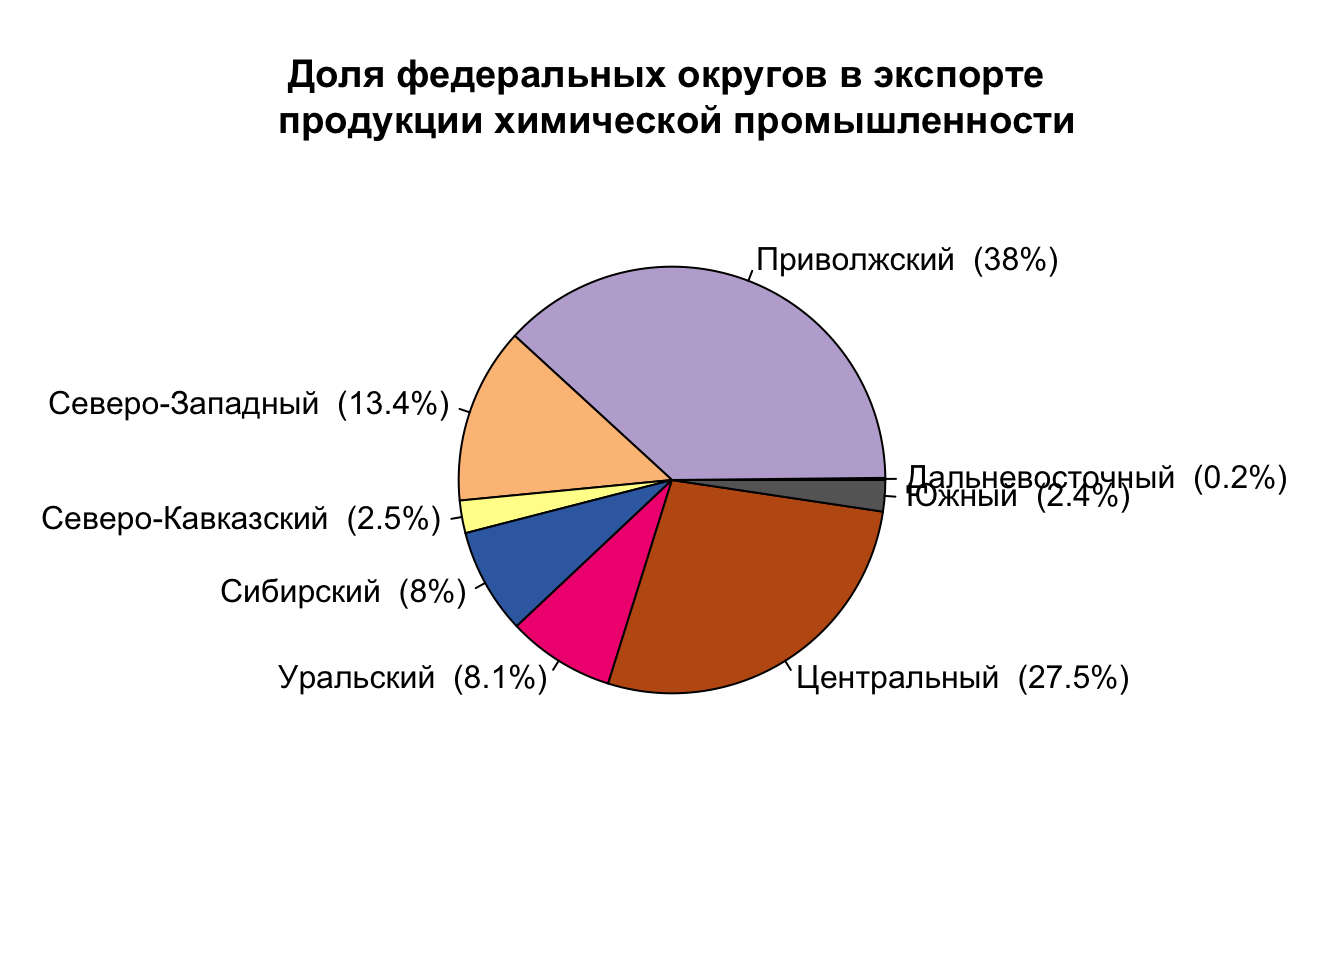 Доля федеральных округов в экспорте
продукции химической промышленности
Приволжский (38%)
Северо-Западный (13.4%)
Дальневосточный (0.2%)
Южный (2.4%)
Северо-Кавказский (2.5%)
Сибирский (8%)
Уральский (8.1%)
Центральный (27.5%)